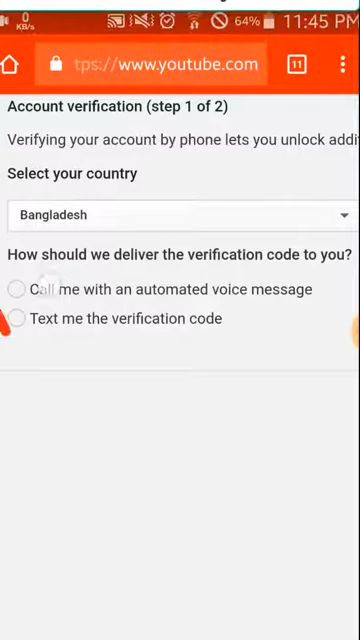 0
KB/s
64% 11:45 PM
tps://www.youtube.com
11
Account verification (step 1 of 2)
Verifying your account by phone lets you unlock addi
Select your country
Bangladesh
How should we deliver the verification code to you?
Call me with an automated voice message
Text me the verification code